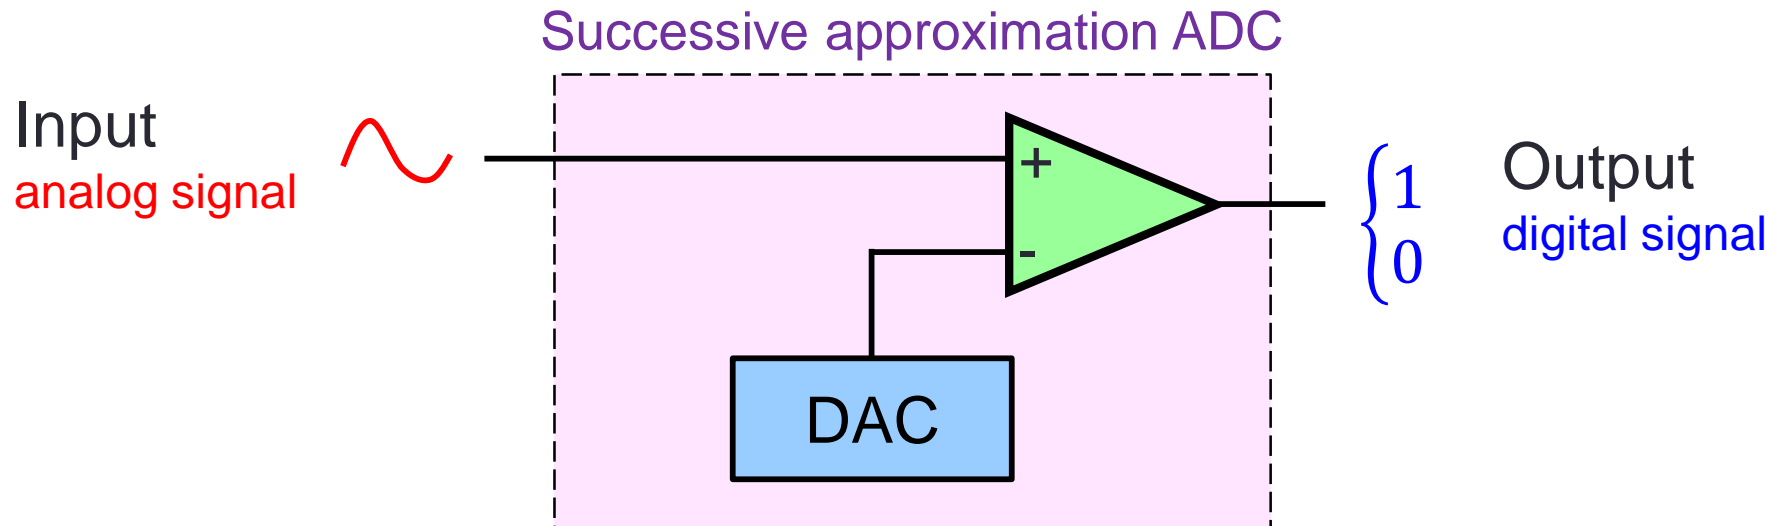 Successive approximation ADC
Input
analog signal
+
-
DAC
1
0
Output
digital signal